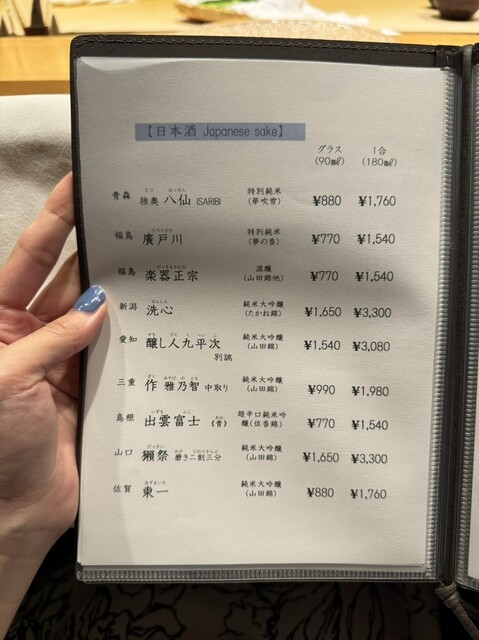 【日本酒 Japanese sake】
グラス (90㎖) 1合 (180㎖)
青森 陸奥 八仙 ISARIBI 特別純米 (華吹雪) ¥880 ¥1,760
福島 廣戸川 特別純米 (夢の香) ¥770 ¥1,540
福島 楽器正宗 混醸 (山田錦他) ¥770 ¥1,540
新潟 洗心 純米大吟醸 (たかね錦) ¥1,650 ¥3,300
愛知 醸し人九平次 別誂 純米大吟醸 (山田錦) ¥1,540 ¥3,080
三重 作 雅乃智 中取り 純米大吟醸 (山田錦) ¥990 ¥1,980
島根 出雲富士 《青》 超辛口純米吟醸(佐香錦) ¥770 ¥1,540
山口 獺祭 磨き二割三分 純米大吟醸 (山田錦) ¥1,650 ¥3,300
佐賀 東一 純米大吟醸 (山田錦) ¥880 ¥1,760